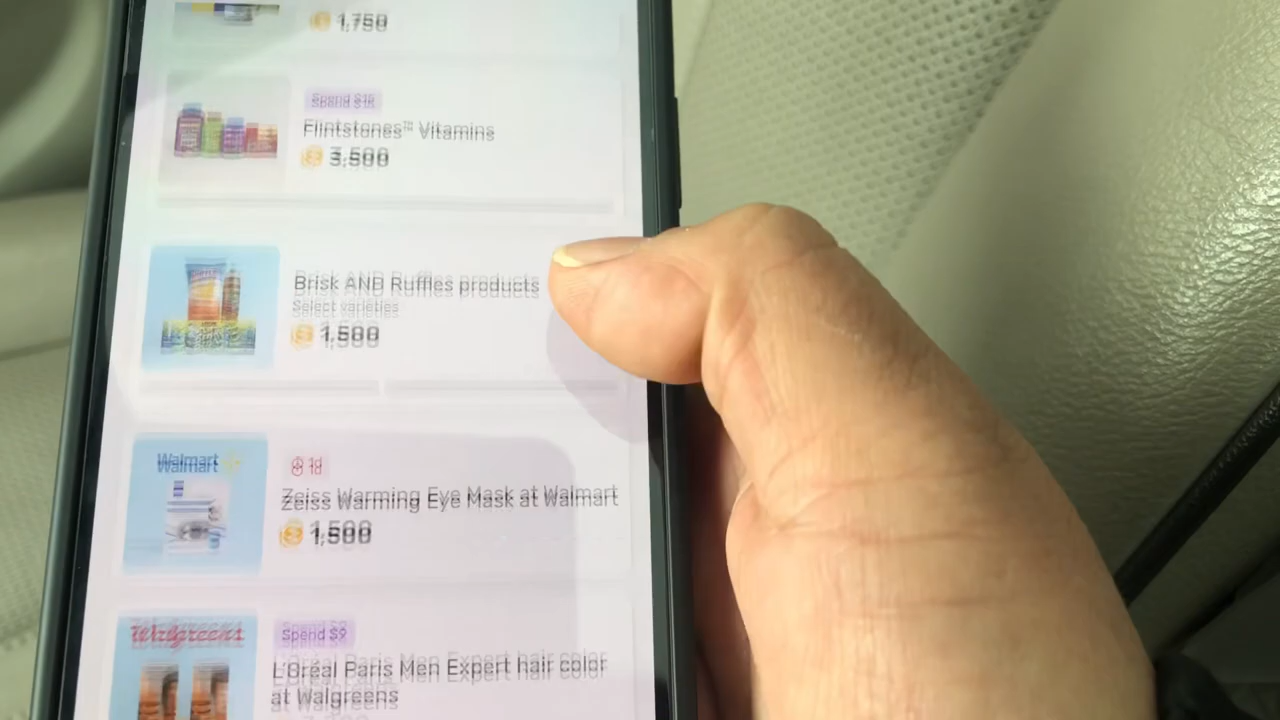 1,750
Spend $15
Flintstones™ Vitamins
3,500
Brisk AND Ruffles products
Select varieties
1,500
Walmart
1d
Zeiss Warming Eye Mask at Walmart
1,500
Walgreens
Spend $9
L'Oréal Paris Men Expert hair color
at Walgreens